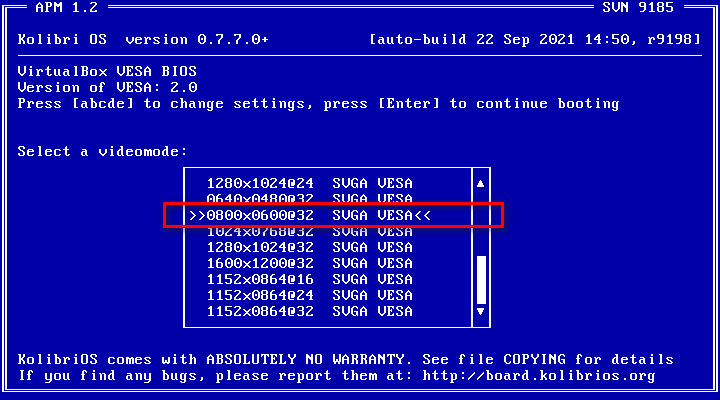 APM 1.2 SVN 9185
Kolibri OS version 0.7.7.0+ [auto-build 22 Sep 2021 14:50, r9198]
VirtualBox VESA BIOS
Version of VESA: 2.0
Press [abcde] to change settings, press [Enter] to continue booting
Select a videomode:
1280x1024@24 SVGA VESA
0640x0480@32 SVGA VESA
>>0800x0600@32 SVGA VESA<<
1024x0768@32 SVGA VESA
1280x1024@32 SVGA VESA
1600x1200@32 SVGA VESA
1152x0864@16 SVGA VESA
1152x0864@24 SVGA VESA
1152x0864@32 SVGA VESA
KolibriOS comes with ABSOLUTELY NO WARRANTY. See file COPYING for details
If you find any bugs, please report them at: http://board.kolibrios.org